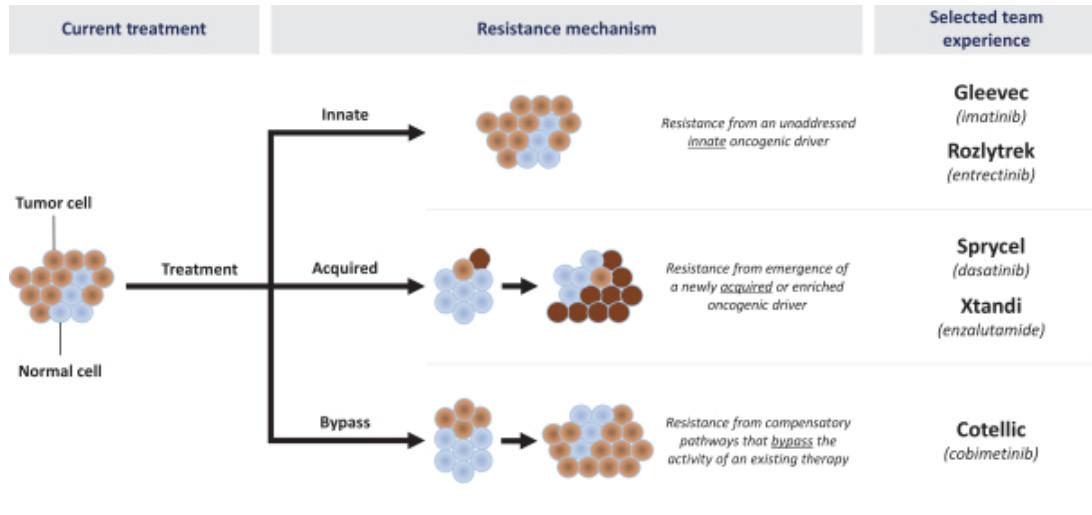 Current treatment
Resistance mechanism
Selected team
experience
Innate
Resistance from an unaddressed
innate oncogenic driver
Gleevec
(imatinib)
Rozlytrek
(entrectinib)
Tumor cell
Normal cell
Treatment
Acquired
Resistance from emergence of
a newly acquired or enriched
oncogenic driver
Sprycel
(dasatinib)
Xtandi
(enzalutamide)
Bypass
Resistance from compensatory
pathways that bypass the
activity of an existing therapy
Cotellic
(cobimetinib)